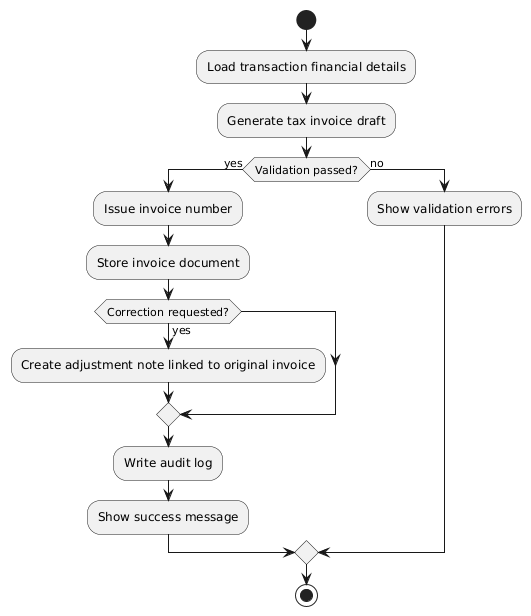 Load transaction financial details
Generate tax invoice draft
yes
Validation passed?
no
Issue invoice number
Show validation errors
Store invoice document
Correction requested?
yes
Create adjustment note linked to original invoice
Write audit log
Show success message